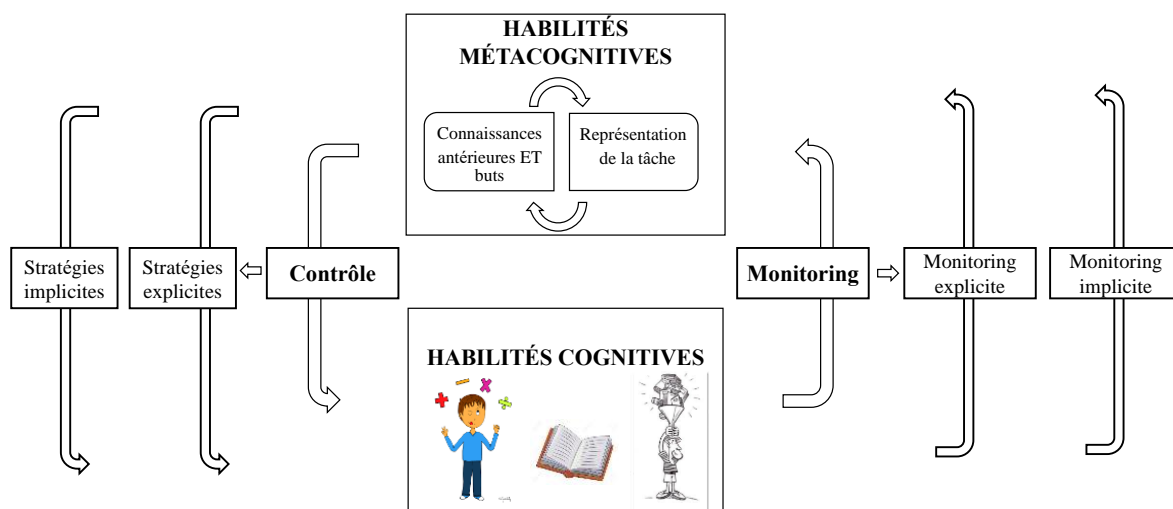 HABILITÉS
MÉTACOGNITIVES
Connaissances
antérieures ET
buts
Représentation
de la tâche
Stratégies
implicites
Stratégies
explicites
Contrôle
Monitoring
Monitoring
explicite
Monitoring
implicite
HABILITÉS COGNITIVES